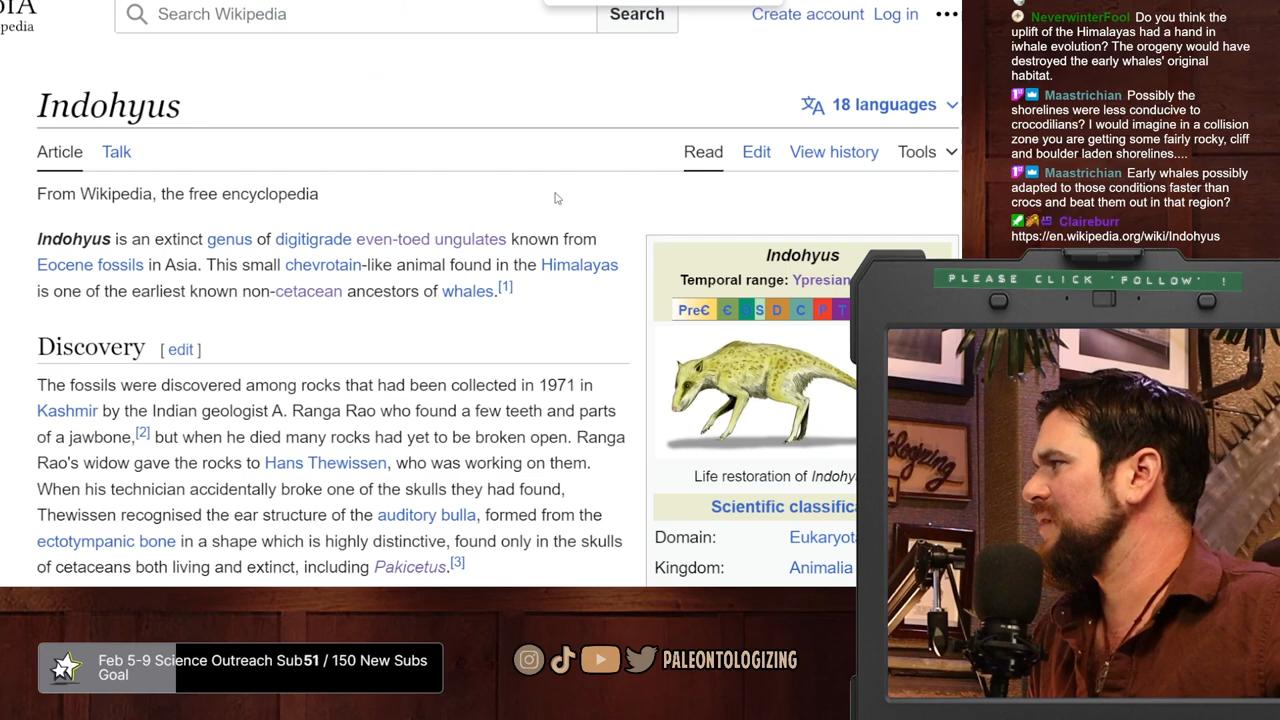 Search Wikipedia
Search
Create account Log in
Indohyus
18 languages
Article Talk
Read Edit View history Tools
From Wikipedia, the free encyclopedia
Indohyus is an extinct genus of digitigrade even-toed ungulates known from
Eocene fossils in Asia. This small chevrotain-like animal found in the Himalayas
is one of the earliest known non-cetacean ancestors of whales.[1]
Discovery [ edit ]
The fossils were discovered among rocks that had been collected in 1971 in
Kashmir by the Indian geologist A. Ranga Rao who found a few teeth and parts
of a jawbone,[2] but when he died many rocks had yet to be broken open. Ranga
Rao's widow gave the rocks to Hans Thewissen, who was working on them.
When his technician accidentally broke one of the skulls they had found,
Thewissen recognised the ear structure of the auditory bulla, formed from the
ectotympanic bone in a shape which is highly distinctive, found only in the skulls
of cetaceans both living and extinct, including Pakicetus.[3]
Indohyus
Temporal range: Ypresian
PreЄ Є O S D C P T
Life restoration of Indohy
Scientific classifica
Domain: Eukaryot
Kingdom: Animalia
NeverwinterFool Do you think the
uplift of the Himalayas had a hand in
iwhale evolution? The orogeny would have
destroyed the early whales' original
habitat.
Maastrichian Possibly the
shorelines were less conducive to
crocodilians? I would imagine in a collision
zone you are getting some fairly rocky, cliff
and boulder laden shorelines....
Maastrichian Early whales possibly
adapted to those conditions faster than
crocs and beat them out in that region?
Claireburr
https://en.wikipedia.org/wiki/Indohyus
PLEASE CLICK 'FOLLOW' !
Feb 5-9 Science Outreach Sub 51 / 150 New Subs
Goal
PALEONTOLOGIZING